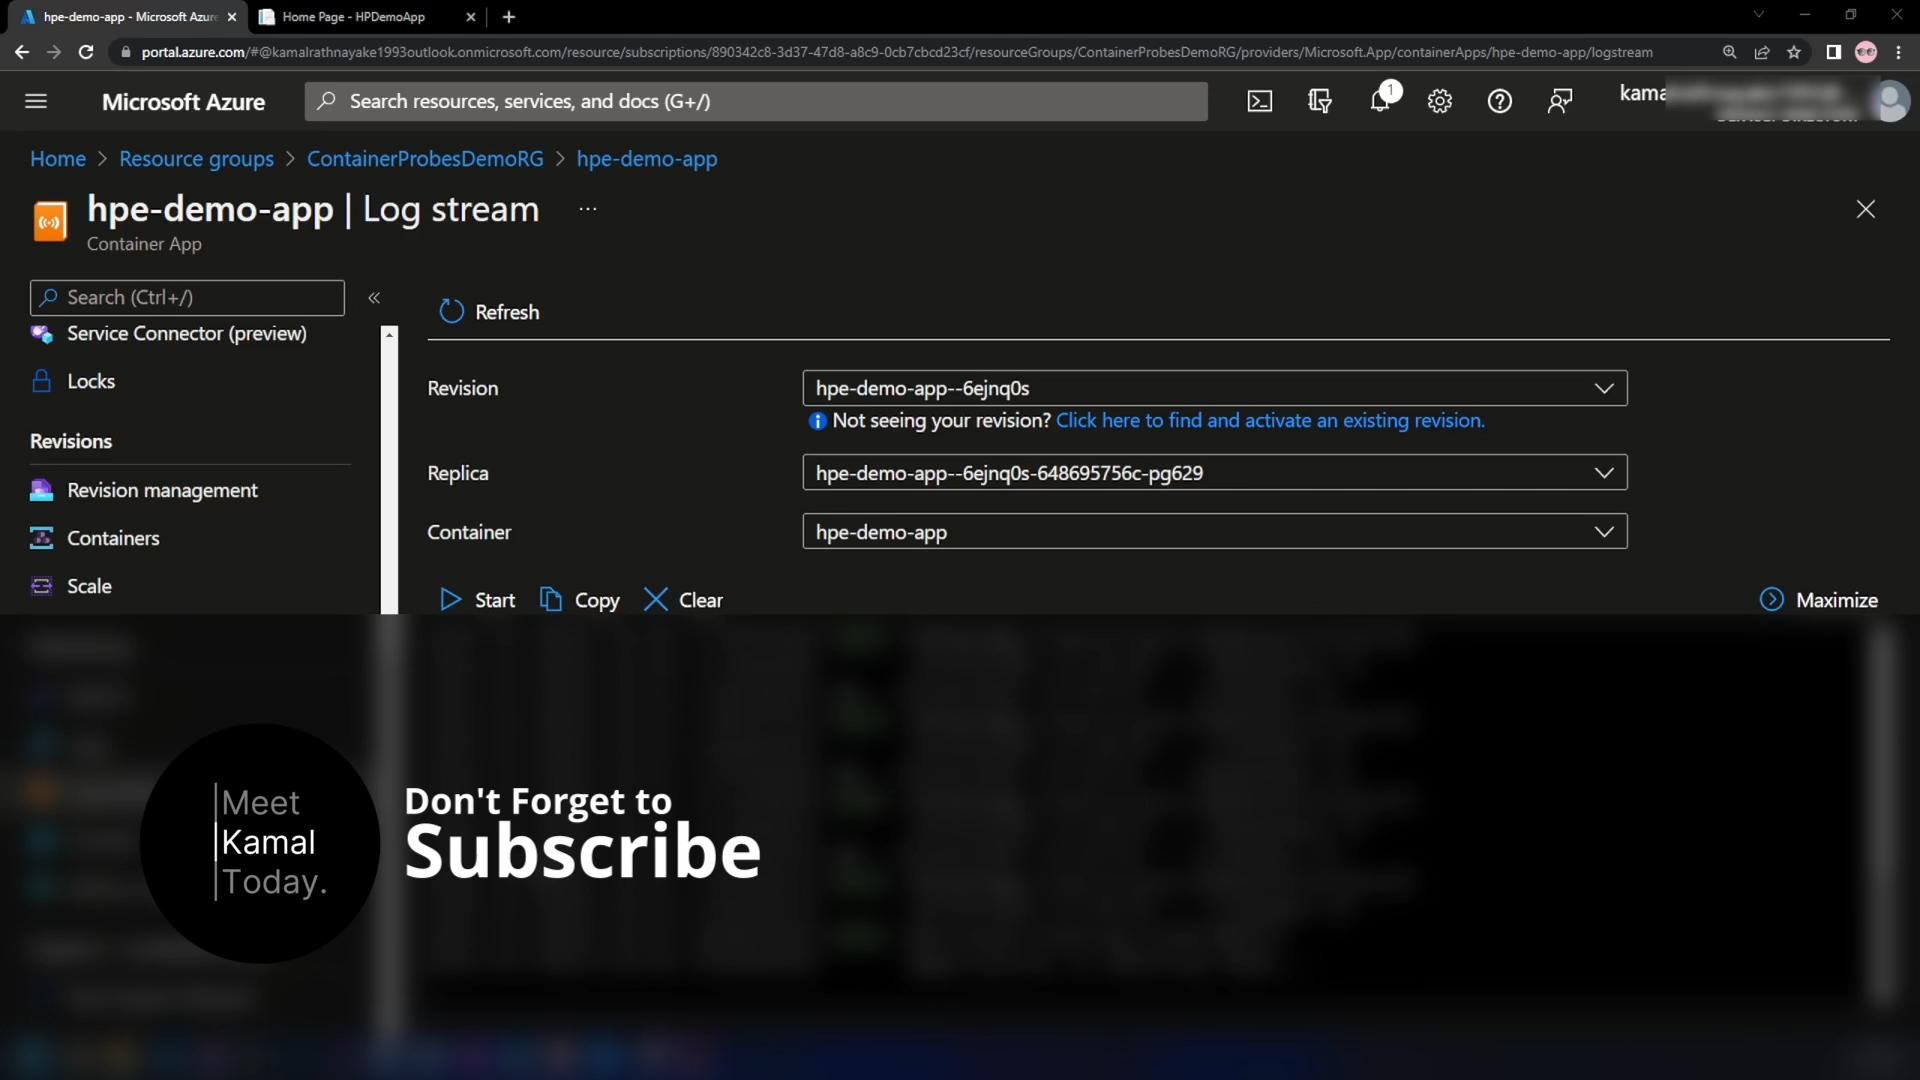 hpe-demo-app - Microsoft Azure
Home Page - HPDemoApp
portal.azure.com/#@kamalrathnayake1993outlook.onmicrosoft.com/resource/subscriptions/890342c8-3d37-47d8-a8c9-0cb7cbcd23cf/resourceGroups/ContainerProbesDemoRG/providers/Microsoft.App/containerApps/hpe-demo-app/logstream
Microsoft Azure
Search resources, services, and docs (G+/)
1
kama
Home > Resource groups > ContainerProbesDemoRG > hpe-demo-app
hpe-demo-app | Log stream ...
Container App
Search (Ctrl+/)
«
Refresh
Service Connector (preview)
Locks
Revisions
Revision management
Containers
Scale
Revision
hpe-demo-app--6ejnq0s
Not seeing your revision? Click here to find and activate an existing revision.
Replica
hpe-demo-app--6ejnq0s-648695756c-pg629
Container
hpe-demo-app
Start
Copy
Clear
Maximize
Meet
Kamal
Today.
Don't Forget to
Subscribe